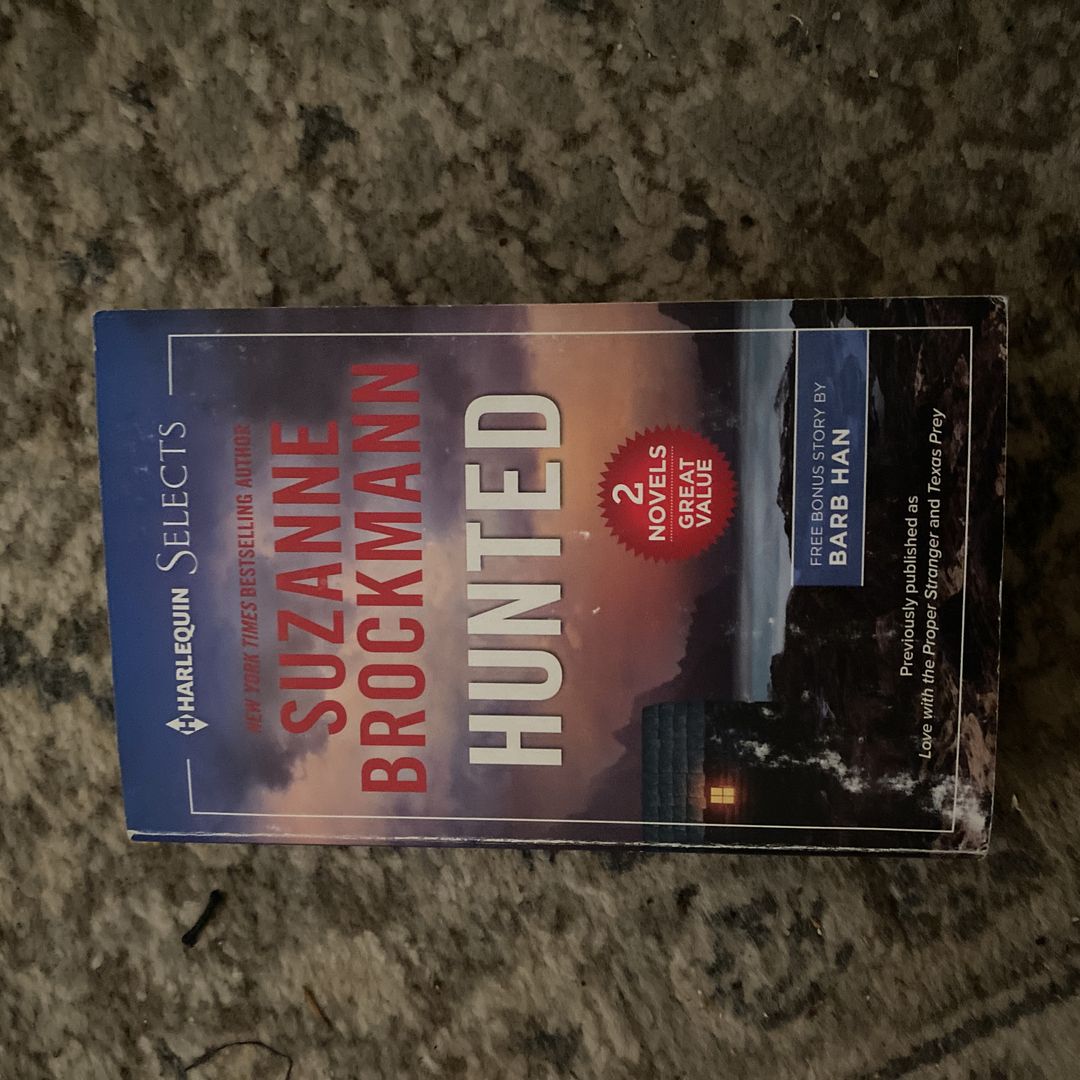 HARLEQUIN SELECTS
NEW YORK TIMES BESTSELLING AUTHOR
SUZANNE
BROCKMANN
HUNTED
2
NOVELS
GREAT
VALUE
FREE BONUS STORY BY
BARB HAN
Previously published as
Love with the Proper Stranger and Texas Prey